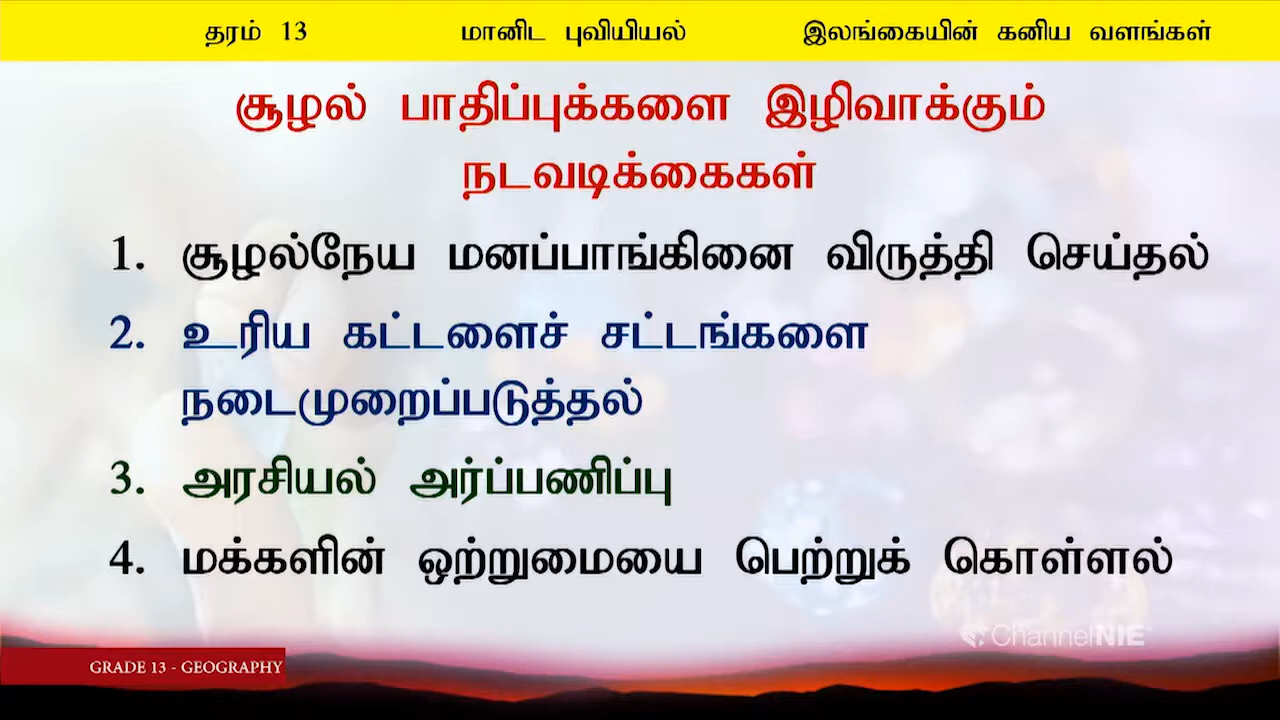 தரம் 13 மானிட புவியியல் இலங்கையின் கனிய வளங்கள்
சூழல் பாதிப்புக்களை இழிவாக்கும்
நடவடிக்கைகள்
1. சூழல்நேய மனப்பாங்கினை விருத்தி செய்தல்
2. உரிய கட்டளைச் சட்டங்களை
நடைமுறைப்படுத்தல்
3. அரசியல் அர்ப்பணிப்பு
4. மக்களின் ஒற்றுமையை பெற்றுக் கொள்ளல்
ChannelNIE
GRADE 13 - GEOGRAPHY